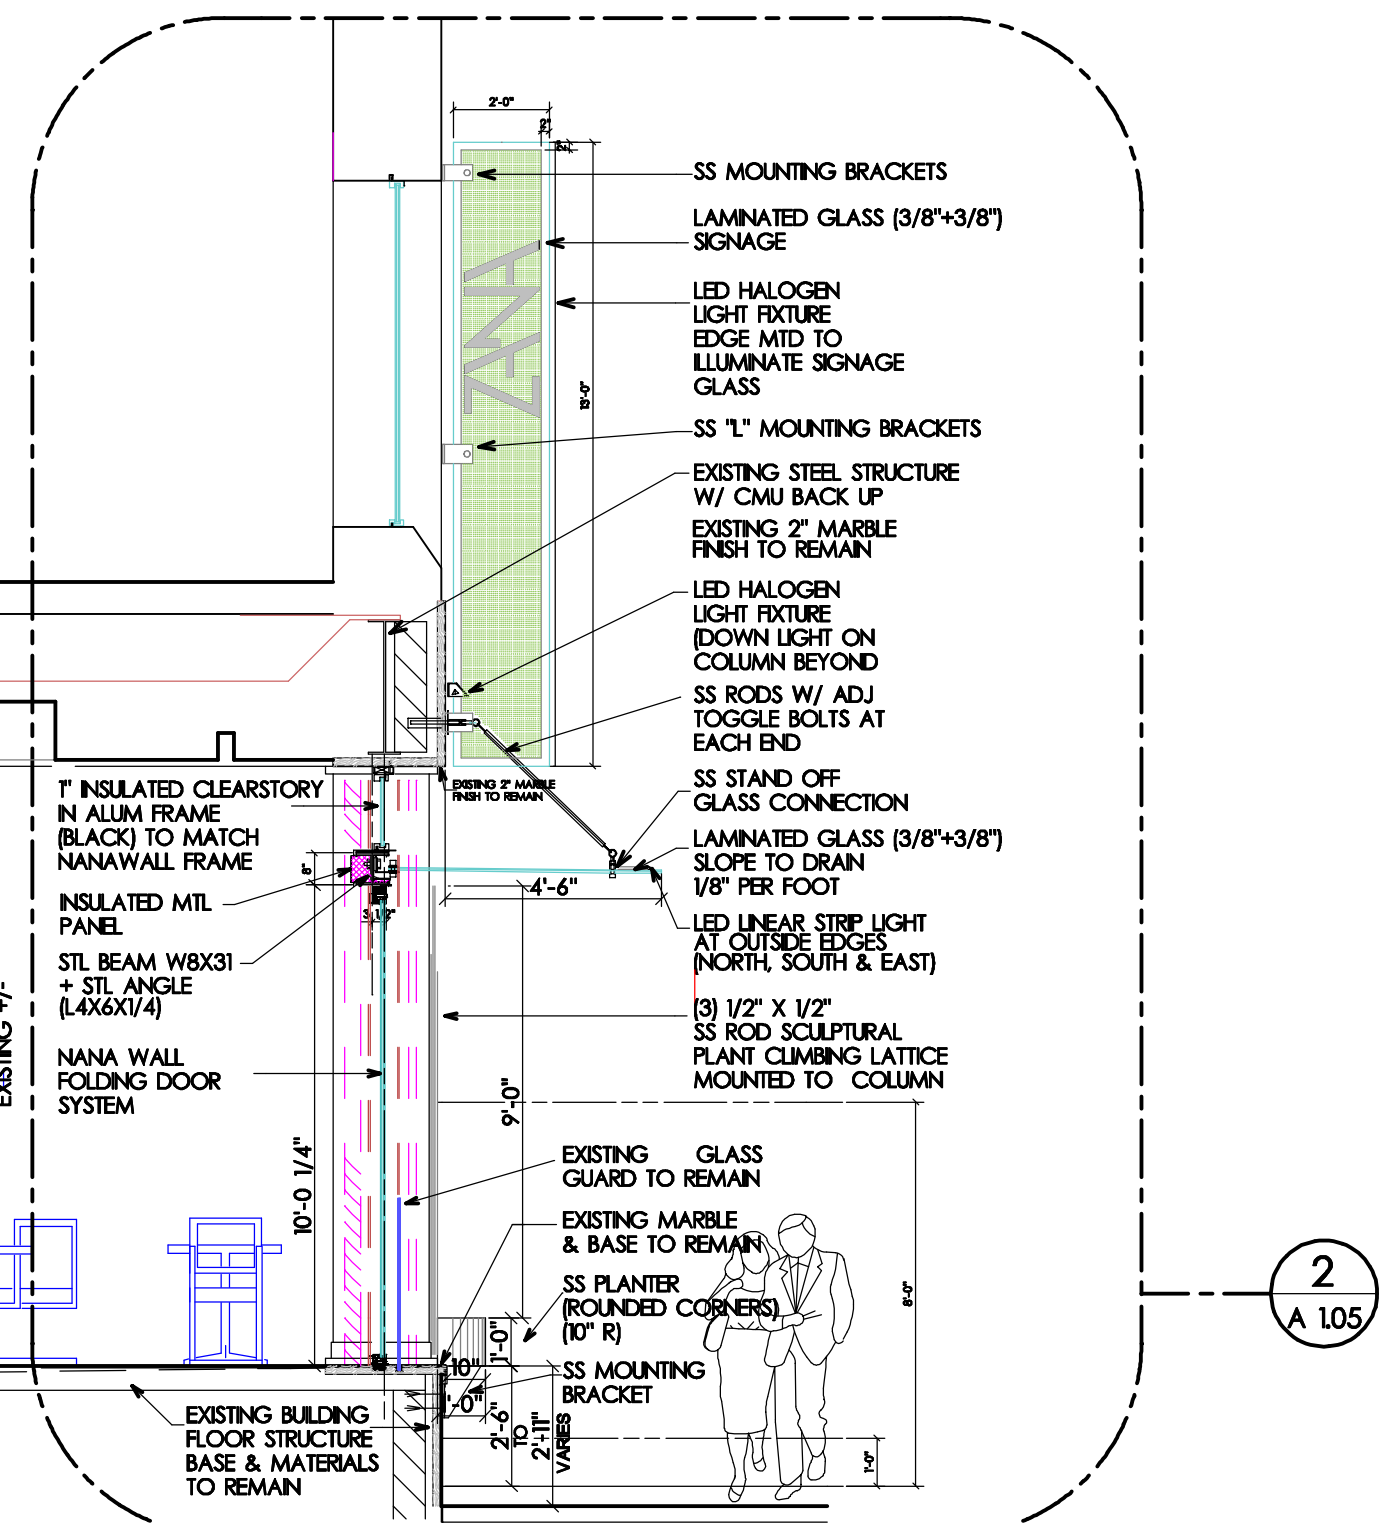 2'-0"
2"
2"
SS MOUNTING BRACKETS
LAMINATED GLASS (3/8"+3/8")
SIGNAGE
LED HALOGEN
LIGHT FIXTURE
EDGE MTD TO
ILLUMINATE SIGNAGE
GLASS
ZANA
13'-0"
SS "L" MOUNTING BRACKETS
EXISTING STEEL STRUCTURE
W/ CMU BACK UP
EXISTING 2" MARBLE
FINISH TO REMAIN
LED HALOGEN
LIGHT FIXTURE
(DOWN LIGHT ON
COLUMN BEYOND
SS RODS W/ ADJ
TOGGLE BOLTS AT
EACH END
SS STAND OFF
GLASS CONNECTION
LAMINATED GLASS (3/8"+3/8")
SLOPE TO DRAIN
1/8" PER FOOT
4'-6"
LED LINEAR STRIP LIGHT
AT OUTSIDE EDGES
(NORTH, SOUTH & EAST)
(3) 1/2" X 1/2"
SS ROD SCULPTURAL
PLANT CLIMBING LATTICE
MOUNTED TO COLUMN
EXISTING 2" MARBLE
FINISH TO REMAIN
1" INSULATED CLEARSTORY
IN ALUM FRAME
(BLACK) TO MATCH
NANAWALL FRAME
8"
INSULATED MTL
PANEL
3 1/2"
STL BEAM W8X31
+ STL ANGLE
(L4X6X1/4)
EXISTING +/-
NANA WALL
FOLDING DOOR
SYSTEM
10'-0 1/4"
9'-0"
EXISTING GLASS
GUARD TO REMAIN
EXISTING MARBLE
& BASE TO REMAIN
SS PLANTER
(ROUNDED CORNERS)
(10" R)
1'-0"
10"
SS MOUNTING
BRACKET
'-0"
2'-6"
TO
2'-11"
VARIES
8'-0"
1'-0"
EXISTING BUILDING
FLOOR STRUCTURE
BASE & MATERIALS
TO REMAIN
2
A 1.05